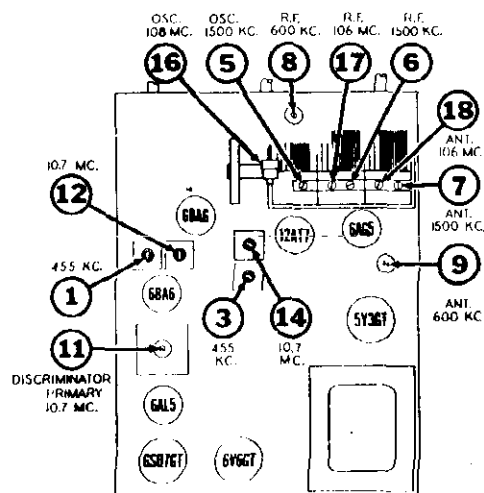 OSC.
108 MC.
OSC.
1500 KC.
R.F.
600 KC.
R.F.
106 MC.
R.F.
1500 KC.
16
5
8
17
6
18
ANT.
106 MC.
7
ANT.
1500 KC.
10.7 MC.
12
6BA6
12AT7
6AG5
455 KC.
1
9
ANT.
600 KC
6BA6
3
14
5Y3GT
455
KC.
10.7
MC.
11
DISCRIMINATOR
PRIMARY
10.7 MC.
6AL5
6SB7GT
6V6GT